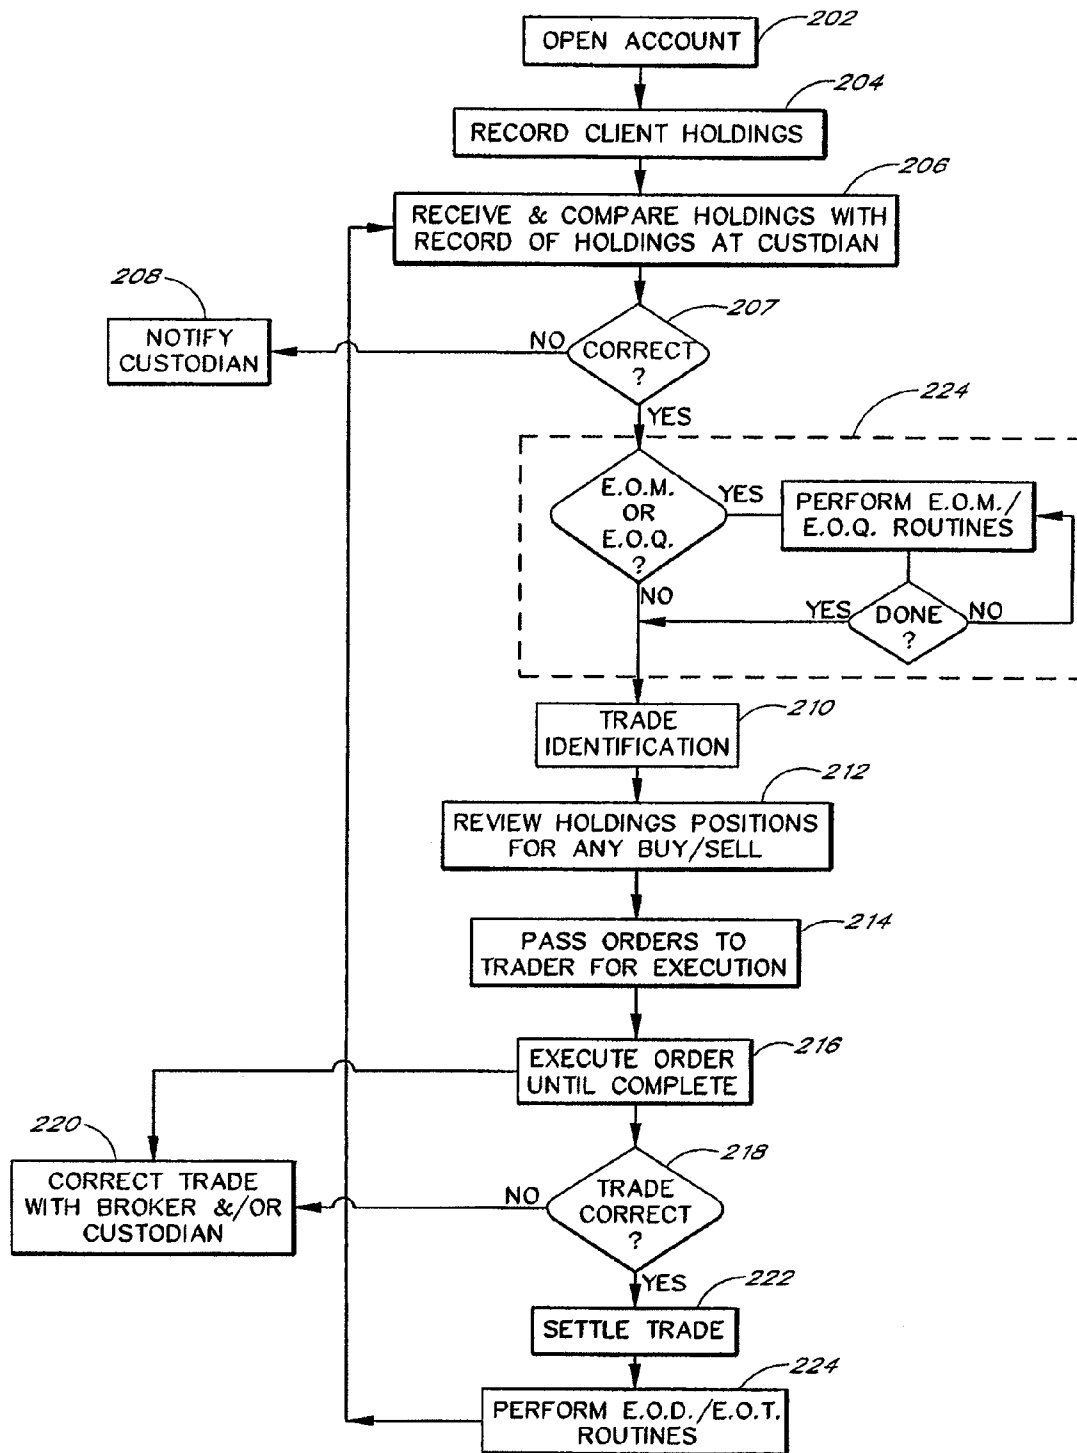 OPEN ACCOUNT
202
204
RECORD CLIENT HOLDINGS
206
RECEIVE & COMPARE HOLDINGS WITH
RECORD OF HOLDINGS AT CUSTDIAN
208
NOTIFY
CUSTODIAN
NO
207
CORRECT
?
YES
224
E.O.M.
OR
E.O.Q.
?
YES
PERFORM E.O.M./
E.O.Q. ROUTINES
NO
YES
DONE
?
NO
TRADE
IDENTIFICATION
210
212
REVIEW HOLDINGS POSITIONS
FOR ANY BUY/SELL
214
PASS ORDERS TO
TRADER FOR EXECUTION
EXECUTE ORDER
UNTIL COMPLETE
216
220
CORRECT TRADE
WITH BROKER &/OR
CUSTODIAN
NO
218
TRADE
CORRECT
?
YES
222
SETTLE TRADE
224
PERFORM E.O.D./E.O.T.
ROUTINES